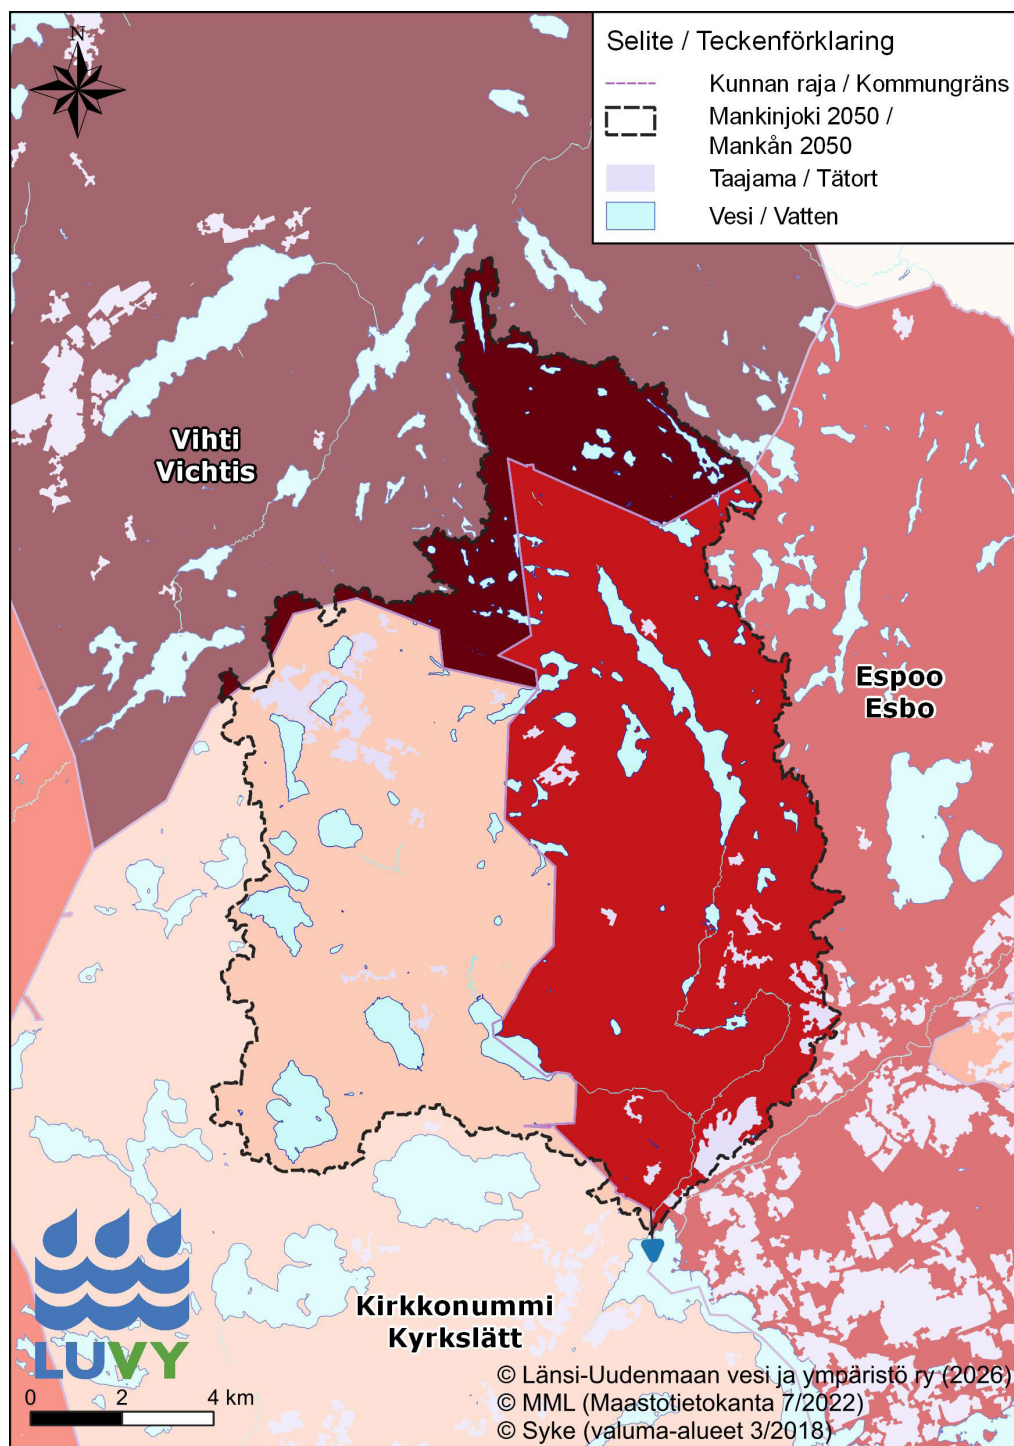 N
Selite / Teckenförklaring
Kunnan raja / Kommungräns
Mankinjoki 2050 /
Mankån 2050
Taajama / Tätort
Vesi / Vatten
Vihti
Vichtis
Espoo
Esbo
Kirkkonummi
Kyrkslätt
LUVY
0 2 4 km
© Länsi-Uudenmaan vesi ja ympäristö ry (2026)
© MML (Maastotietokanta 7/2022)
© Syke (valuma-alueet 3/2018)